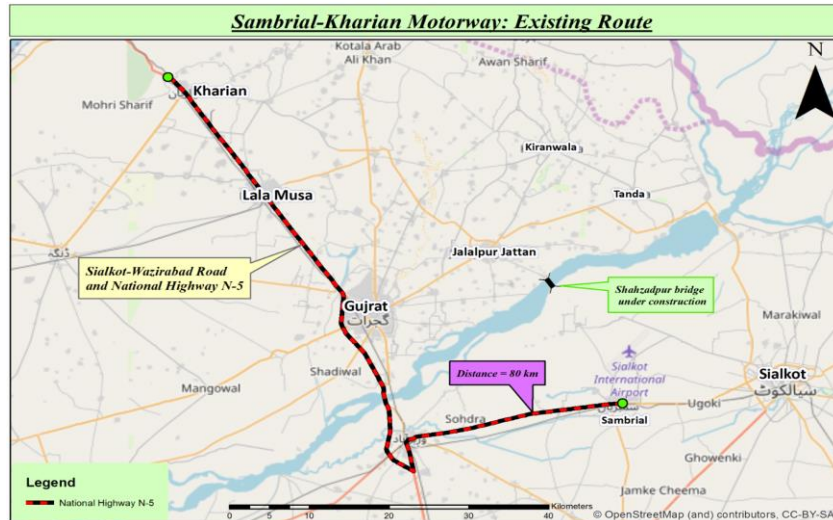 Sambrial-Kharian Motorway: Existing Route
N
Kotala Arab
Ali Khan
Awan Sharif
Kharian
Mohri Sharif
Kiranwala
Tanda
Lala Musa
ڈنگہ
Jalalpur Jattan
Sialkot-Wazirabad Road
and National Highway N-5
Shahzadpur bridge
under construction
Gujrat
گجرات
Marakiwal
Shadiwal
Sialkot
International
Airport
Mangowal
Distance = 80 km
Sialkot
سیالکوٹ
Sohdra
Ugoki
Sambrial
Ghowenki
Legend
National Highway N-5
Jamke Cheema
Kilometers
0 5 10 20 30 40 50
© OpenStreetMap (and) contributors, CC-BY-SA